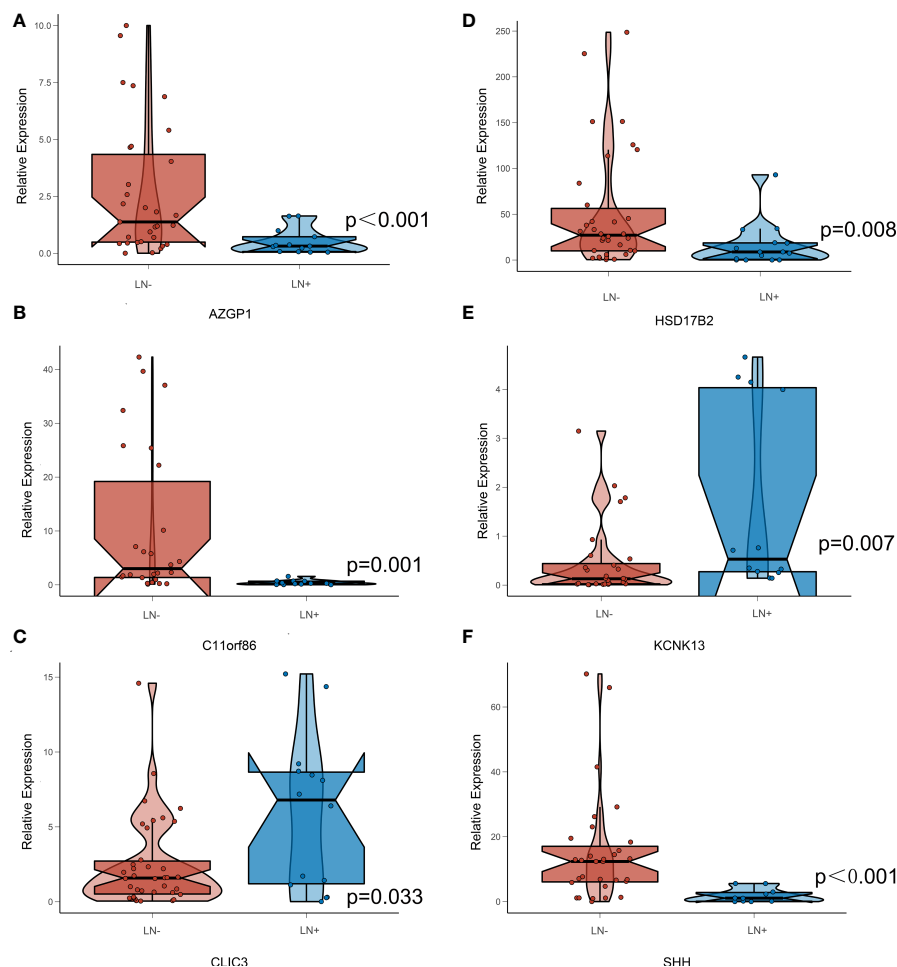 A
Relative Expression
10.0
7.5
5.0
2.5
0.0
p<0.001
LN-
LN+
AZGP1
B
Relative Expression
40
30
20
10
0
p=0.001
LN-
LN+
C11orf86
C
Relative Expression
15
10
5
0
p=0.033
LN-
LN+
CLIC3
D
Relative Expression
250
200
150
100
50
0
p=0.008
LN-
LN+
HSD17B2
E
Relative Expression
4
3
2
1
0
p=0.007
LN-
LN+
KCNK13
F
Relative Expression
60
40
20
0
p<0.001
LN-
LN+
SHH